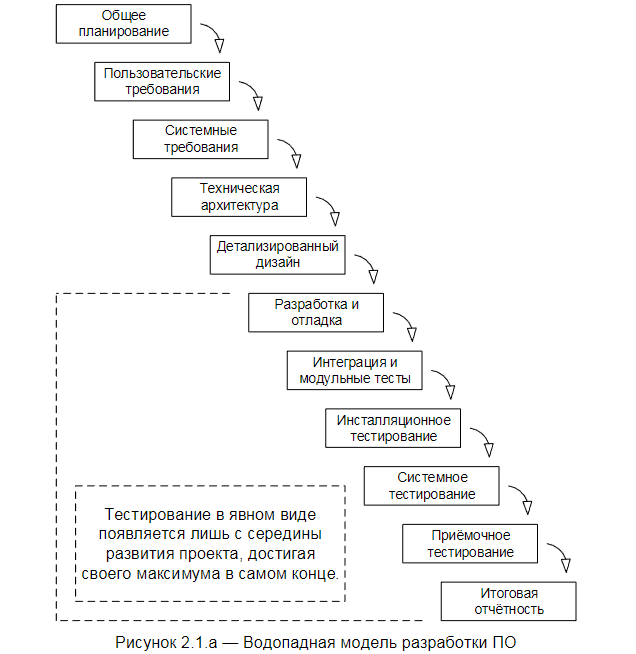 Общее
планирование
Пользовательские
требования
Системные
требования
Техническая
архитектура
Детализированный
дизайн
Разработка и
отладка
Интеграция и
модульные тесты
Инсталляционное
тестирование
Системное
тестирование
Приёмочное
тестирование
Итоговая
отчётность
Тестирование в явном виде
появляется лишь с середины
развития проекта, достигая
своего максимума в самом конце.
Рисунок 2.1.a — Водопадная модель разработки ПО